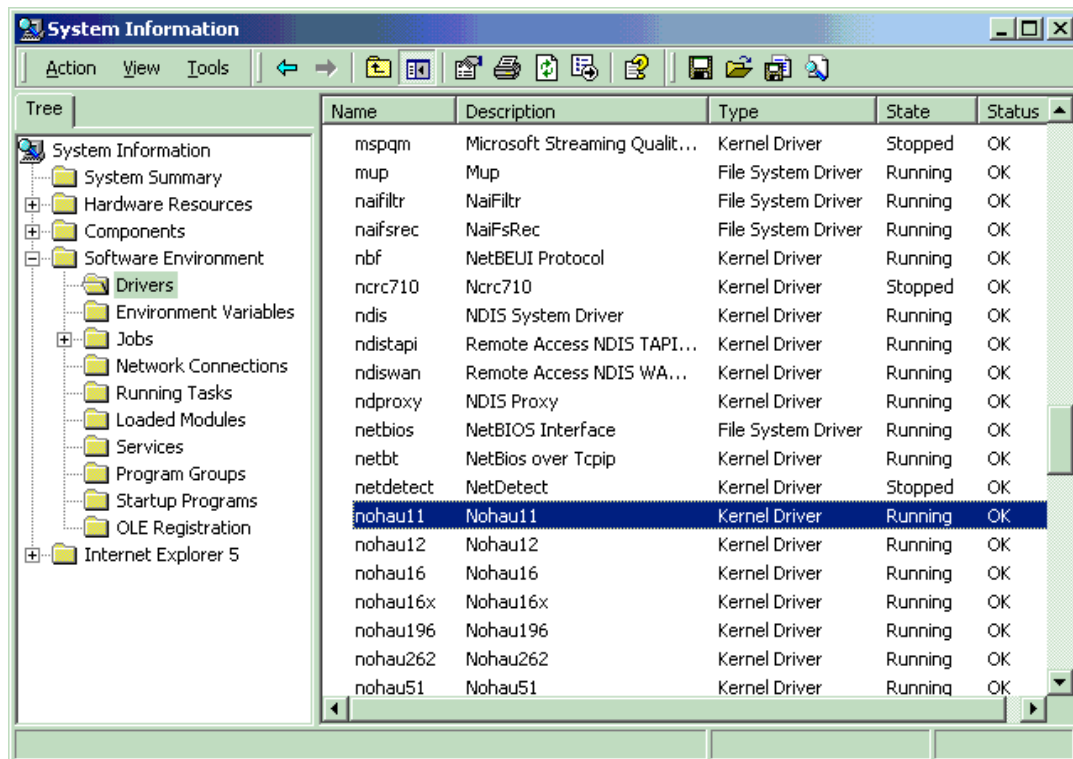 System Information
Action View Tools
Tree
System Information
System Summary
Hardware Resources
Components
Software Environment
Drivers
Environment Variables
Jobs
Network Connections
Running Tasks
Loaded Modules
Services
Program Groups
Startup Programs
OLE Registration
Internet Explorer 5
Name Description Type State Status
mspqm Microsoft Streaming Qualit... Kernel Driver Stopped OK
mup Mup File System Driver Running OK
naifiltr NaiFiltr File System Driver Running OK
naifsrec NaiFsRec File System Driver Running OK
nbf NetBEUI Protocol Kernel Driver Running OK
ncrc710 Ncrc710 Kernel Driver Stopped OK
ndis NDIS System Driver Kernel Driver Running OK
ndistapi Remote Access NDIS TAPI... Kernel Driver Running OK
ndiswan Remote Access NDIS WA... Kernel Driver Running OK
ndproxy NDIS Proxy Kernel Driver Running OK
netbios NetBIOS Interface File System Driver Running OK
netbt NetBios over Tcpip Kernel Driver Running OK
netdetect NetDetect Kernel Driver Stopped OK
nohau11 Nohau11 Kernel Driver Running OK
nohau12 Nohau12 Kernel Driver Running OK
nohau16 Nohau16 Kernel Driver Running OK
nohau16x Nohau16x Kernel Driver Running OK
nohau196 Nohau196 Kernel Driver Running OK
nohau262 Nohau262 Kernel Driver Running OK
nohau51 Nohau51 Kernel Driver Running OK